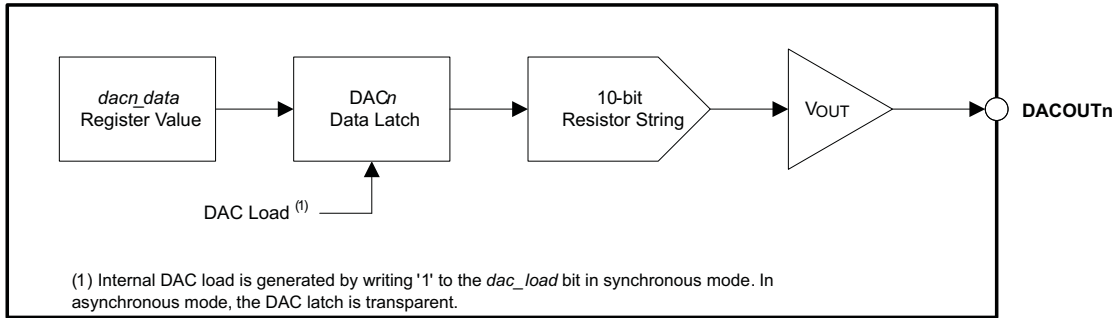 dacn_data
Register Value
DACn
Data Latch
10-bit
Resistor String
VOUT
DACOUTn
DAC Load (1)
(1) Internal DAC load is generated by writing '1' to the dac_load bit in synchronous mode. In
asynchronous mode, the DAC latch is transparent.